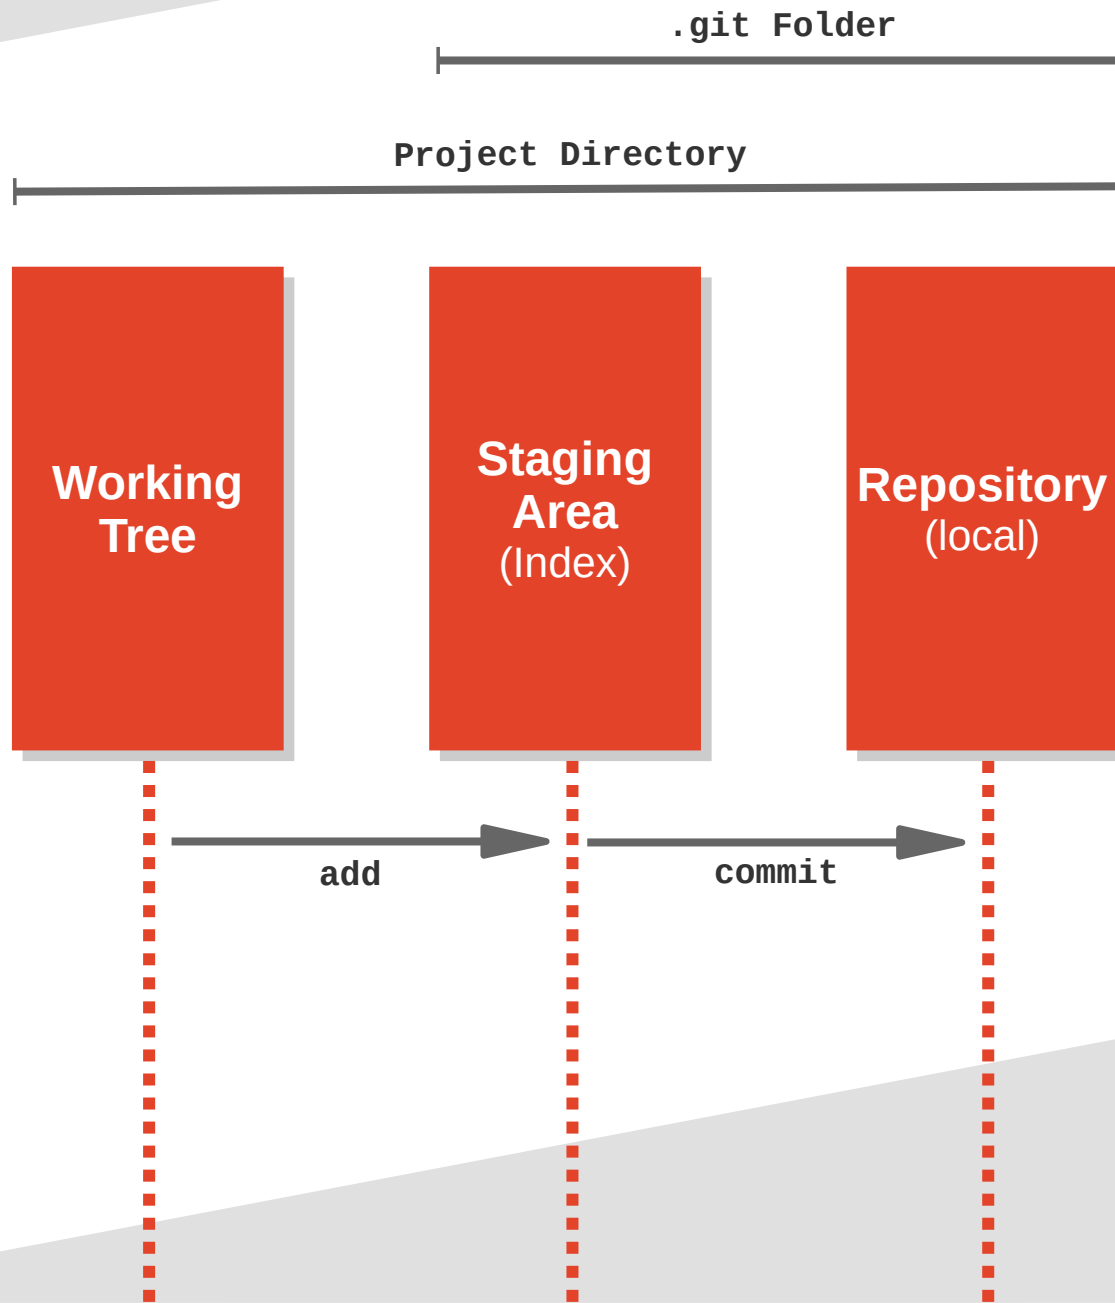 .git Folder
Project Directory
Working
Tree
Staging
Area
(Index)
Repository
(local)
add
commit